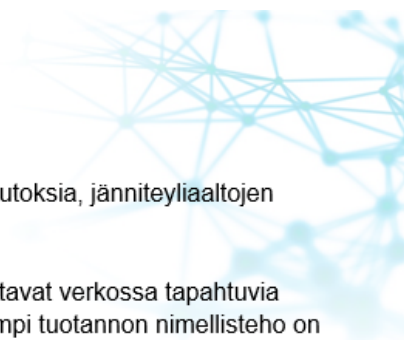 utoksia, jänniteyliaaltojen
tavat verkossa tapahtuvia
mpi tuotannon nimellisteho on